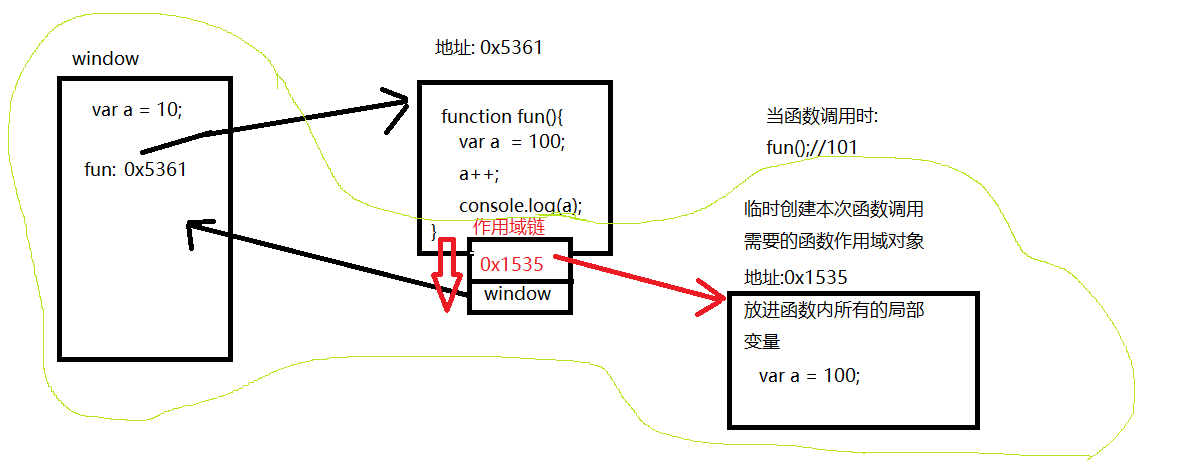 window
var a = 10;
fun: 0x5361
地址: 0x5361
function fun(){
var a = 100;
a++;
console.log(a);
}
作用域链
0x1535
window
当函数调用时:
fun();//101
临时创建本次函数调用
需要的函数作用域对象
地址:0x1535
放进函数内所有的局部
变量
var a = 100;